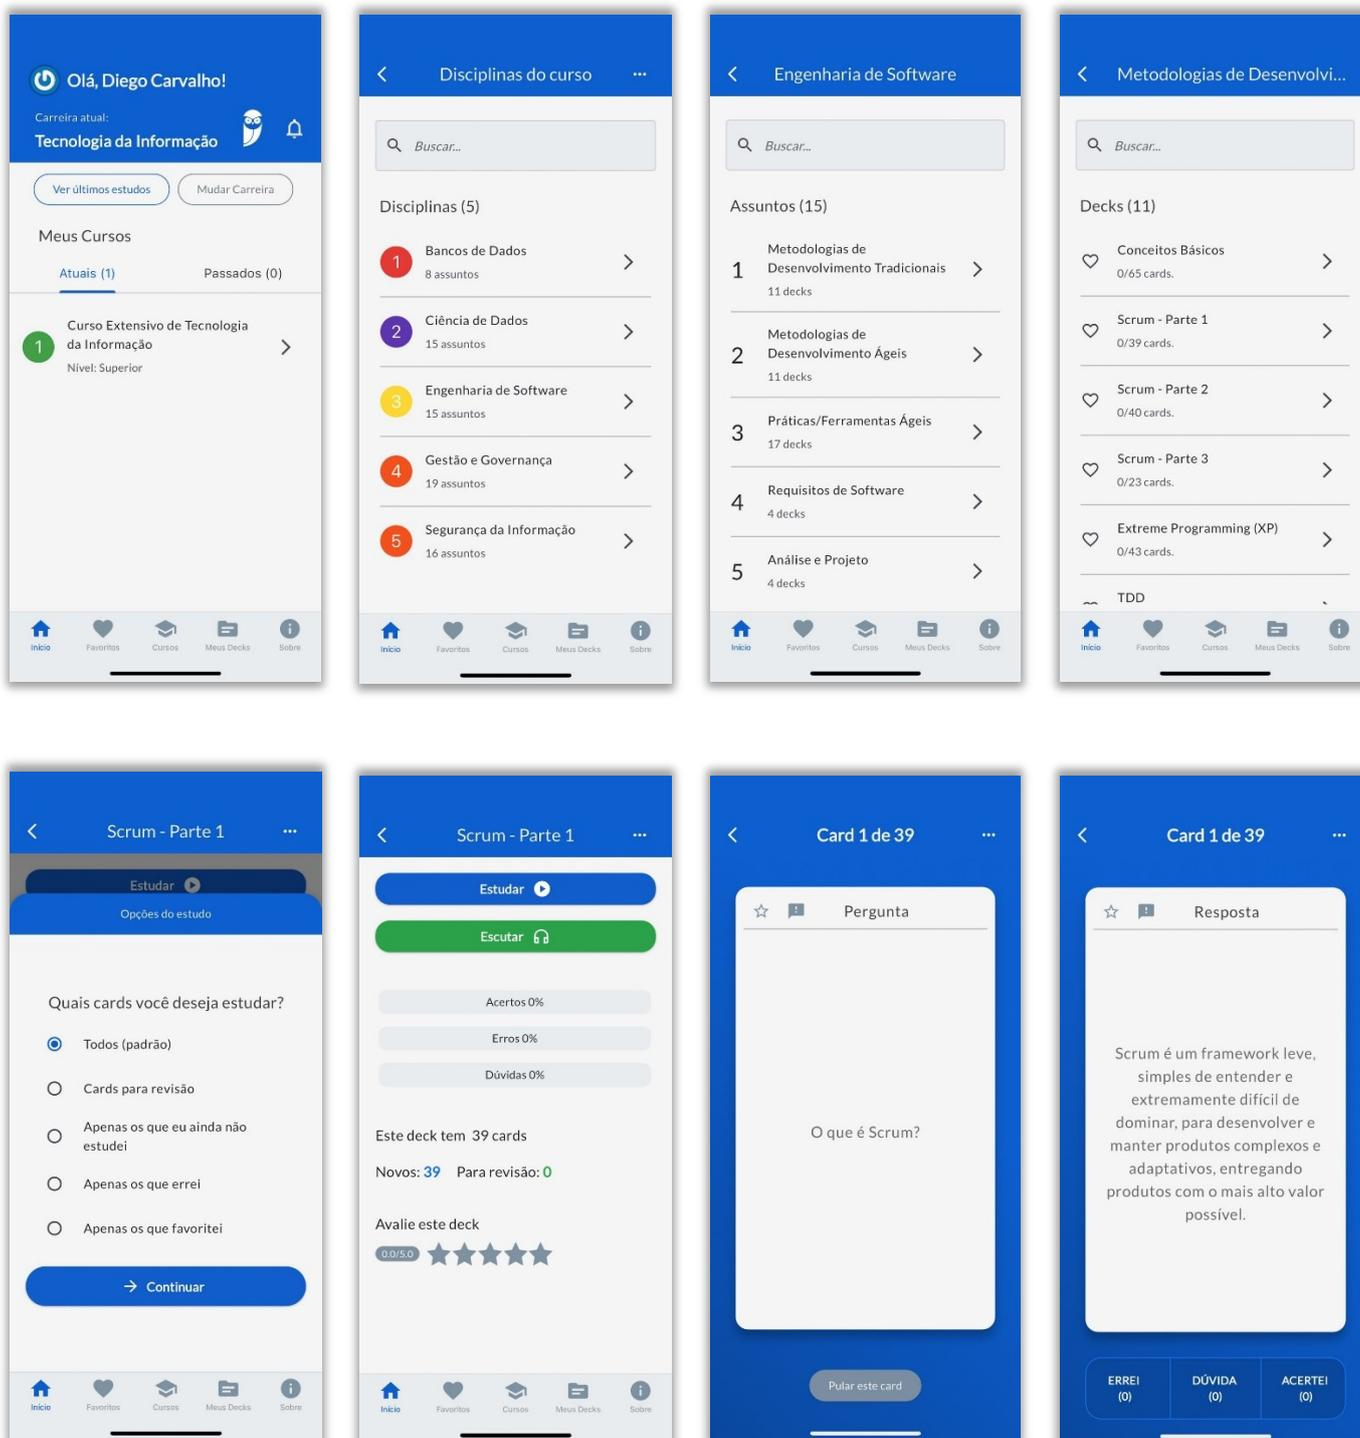 Olá, Diego Carvalho!
Carreira atual:
Tecnologia da Informação
Ver últimos estudos
Mudar Carreira
Meus Cursos
Atuais (1)
Passados (0)
1
Curso Extensivo de Tecnologia
da Informação
Nível: Superior
Início
Favoritos
Cursos
Meus Decks
Sobre
Disciplinas do curso
Buscar...
Disciplinas (5)
1
Bancos de Dados
8 assuntos
2
Ciência de Dados
15 assuntos
3
Engenharia de Software
15 assuntos
4
Gestão e Governança
19 assuntos
5
Segurança da Informação
16 assuntos
Início
Favoritos
Cursos
Meus Decks
Sobre
Engenharia de Software
Buscar...
Assuntos (15)
1
Metodologias de
Desenvolvimento Tradicionais
11 decks
2
Metodologias de
Desenvolvimento Ágeis
11 decks
3
Práticas/Ferramentas Ágeis
17 decks
4
Requisitos de Software
4 decks
5
Análise e Projeto
4 decks
Início
Favoritos
Cursos
Meus Decks
Sobre
Metodologias de Desenvolvi...
Buscar...
Decks (11)
Conceitos Básicos
0/65 cards.
Scrum - Parte 1
0/39 cards.
Scrum - Parte 2
0/40 cards.
Scrum - Parte 3
0/23 cards.
Extreme Programming (XP)
0/43 cards.
TDD
Início
Favoritos
Cursos
Meus Decks
Sobre
Scrum - Parte 1
Estudar
Opções do estudo
Quais cards você deseja estudar?
Todos (padrão)
Cards para revisão
Apenas os que eu ainda não
estudei
Apenas os que errei
Apenas os que favoritei
Continuar
Início
Favoritos
Cursos
Meus Decks
Sobre
Scrum - Parte 1
Estudar
Escutar
Acertos 0%
Erros 0%
Dúvidas 0%
Este deck tem 39 cards
Novos: 39 Para revisão: 0
Avalie este deck
0.0/5.0
Início
Favoritos
Cursos
Meus Decks
Sobre
Card 1 de 39
Pergunta
O que é Scrum?
Pular este card
Card 1 de 39
Resposta
Scrum é um framework leve,
simples de entender e
extremamente difícil de
dominar, para desenvolver e
manter produtos complexos e
adaptativos, entregando
produtos com o mais alto valor
possível.
ERREI
(0)
DÚVIDA
(0)
ACERTEI
(0)